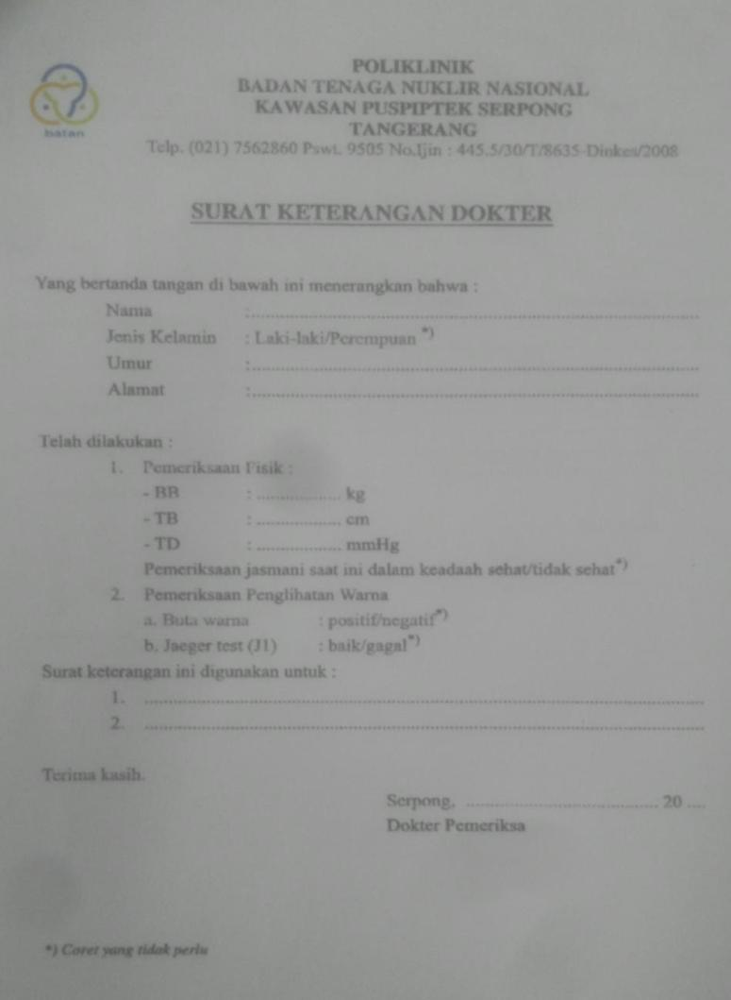 POLIKLINIK
BADAN TENAGA NUKLIR NASIONAL
KAWASAN PUSPIPTEK SERPONG
TANGERANG
batan
Telp. (021) 7562860 Pswt. 9505 No.Ijin : 445.5/30/T/8635-Dinkes/2008
SURAT KETERANGAN DOKTER
Yang bertanda tangan di bawah ini menerangkan bahwa :
Nama :..........................................................................
Jenis Kelamin : Laki-laki/Perempuan *)
Umur :..........................................................................
Alamat :..........................................................................
Telah dilakukan :
1. Pemeriksaan Fisik :
- BB : .................. kg
- TB : .................. cm
- TD : .................. mmHg
Pemeriksaan jasmani saat ini dalam keadaah sehat/tidak sehat*)
2. Pemeriksaan Penglihatan Warna
a. Buta warna : positif/negatif*)
b. Jaeger test (J1) : baik/gagal*)
Surat keterangan ini digunakan untuk :
1. ..........................................................................
2. ..........................................................................
Terima kasih.
Serpong, ........................................ 20 ....
Dokter Pemeriksa
*) Coret yang tidak perlu